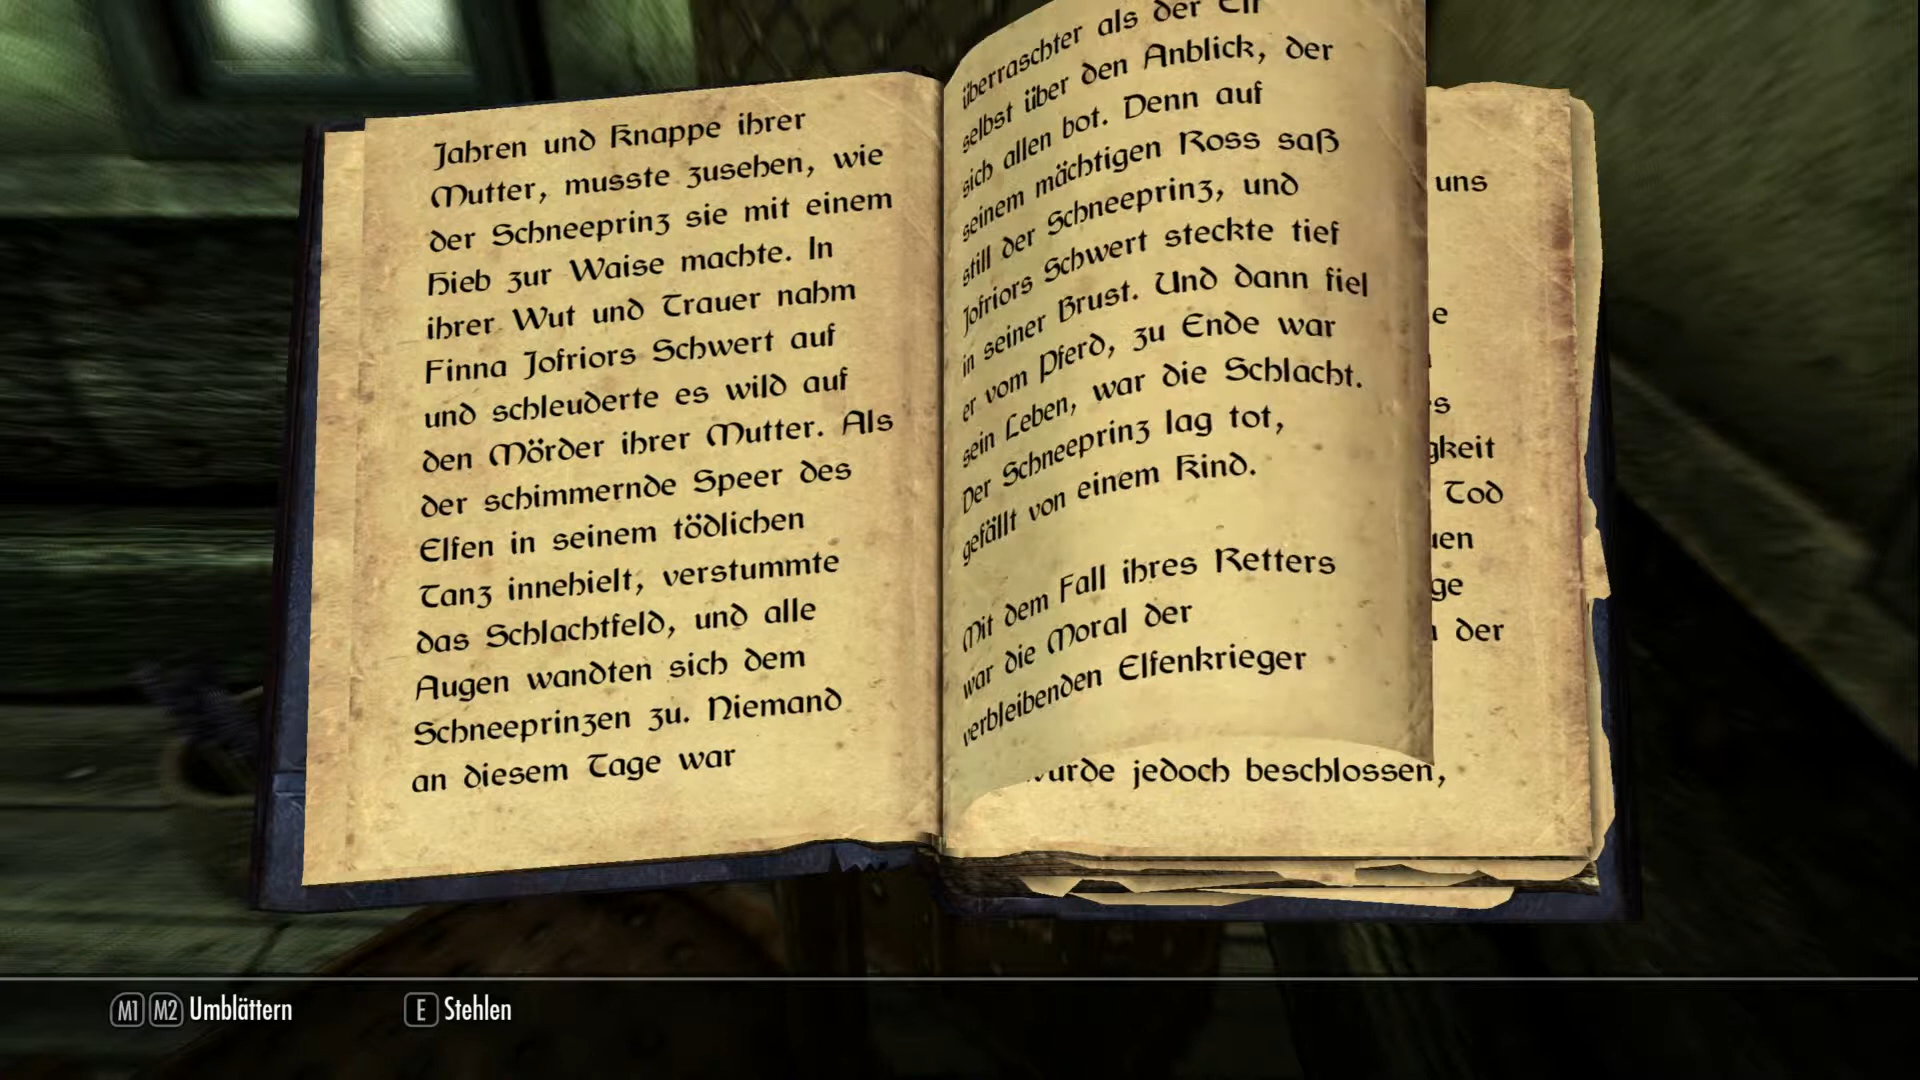 Jahren und Knappe ihrer
Mutter, musste zusehen, wie
der Schneeprinz sie mit einem
Hieb zur Waise machte. In
ihrer Wut und Trauer nahm
Finna Jofriors Schwert auf
und schleuderte es wild auf
den Mörder ihrer Mutter. Als
der schimmernde Speer des
Elfen in seinem tödlichen
Tanz innehielt, verstummte
das Schlachtfeld, und alle
Augen wandten sich dem
Schneeprinzen zu. Niemand
an diesem Tage war
überraschter als der Elf
selbst über den Anblick, der
sich allen bot. Denn auf
seinem mächtigen Ross saß
still der Schneeprinz, und
Jofriors Schwert steckte tief
in seiner Brust. Und dann fiel
er vom Pferd, zu Ende war
sein Leben, war die Schlacht.
Der Schneeprinz lag tot,
gefällt von einem Kind.
Mit dem Fall ihres Retters
war die Moral der
verbleibenden Elfenkrieger
uns
Tod
der
jedoch beschlossen,
M1 M2 Umblättern
E Stehlen